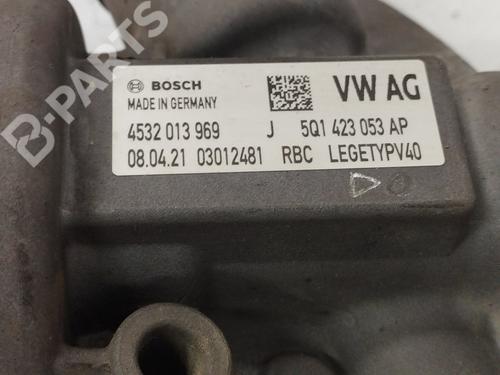 B-PARTS
BOSCH VW AG
MADE IN GERMANY
4532 013 969 J 5Q1 423 053 AP
08.04.21 03012481 RBC LEGETYPV40
B-PARTS